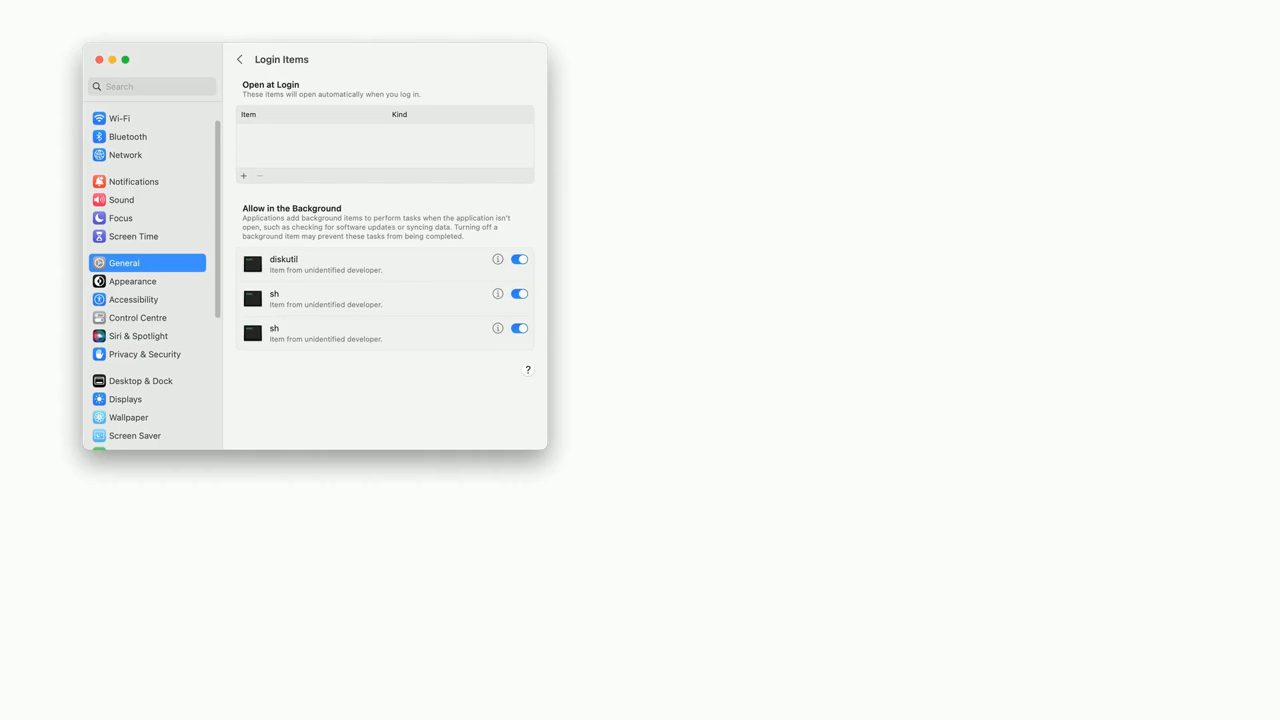 Search
Wi-Fi
Bluetooth
Network
Notifications
Sound
Focus
Screen Time
General
Appearance
Accessibility
Control Centre
Siri & Spotlight
Privacy & Security
Desktop & Dock
Displays
Wallpaper
Screen Saver
Login Items
Open at Login
These items will open automatically when you log in.
Item Kind
+ −
Allow in the Background
Applications add background items to perform tasks when the application isn't
open, such as checking for software updates or syncing data. Turning off a
background item may prevent these tasks from being completed.
diskutil
Item from unidentified developer.
sh
Item from unidentified developer.
sh
Item from unidentified developer.
?